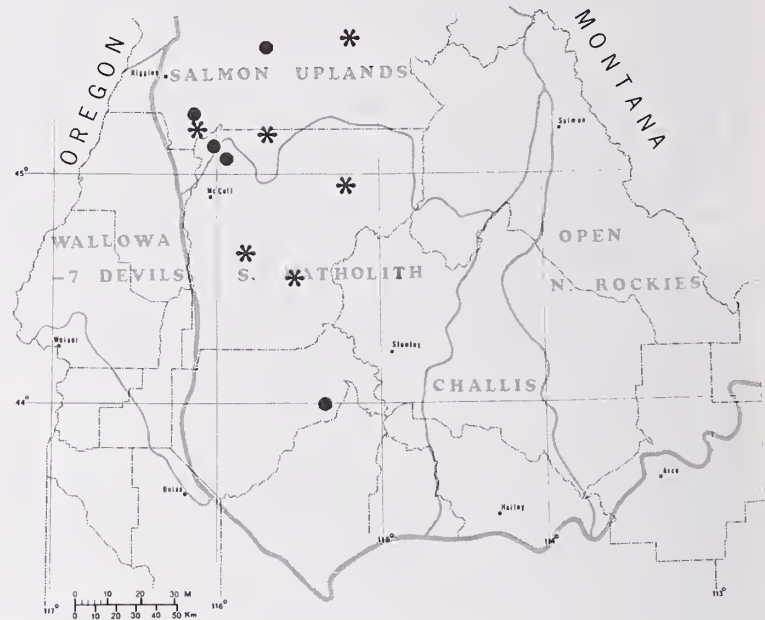 OREGON
MONTANA
Riggins
SALMON UPLANDS
Salmon
45°
McCall
WALLOWA
-7 DEVILS
S. BATHOLITH
OPEN
N. ROCKIES
Weiser
Stanley
CHALLIS
44°
Boise
Hailey
Arco
115°
114°
0 10 20 30 M
0 10 20 30 40 50 Km
117°
116°
113°